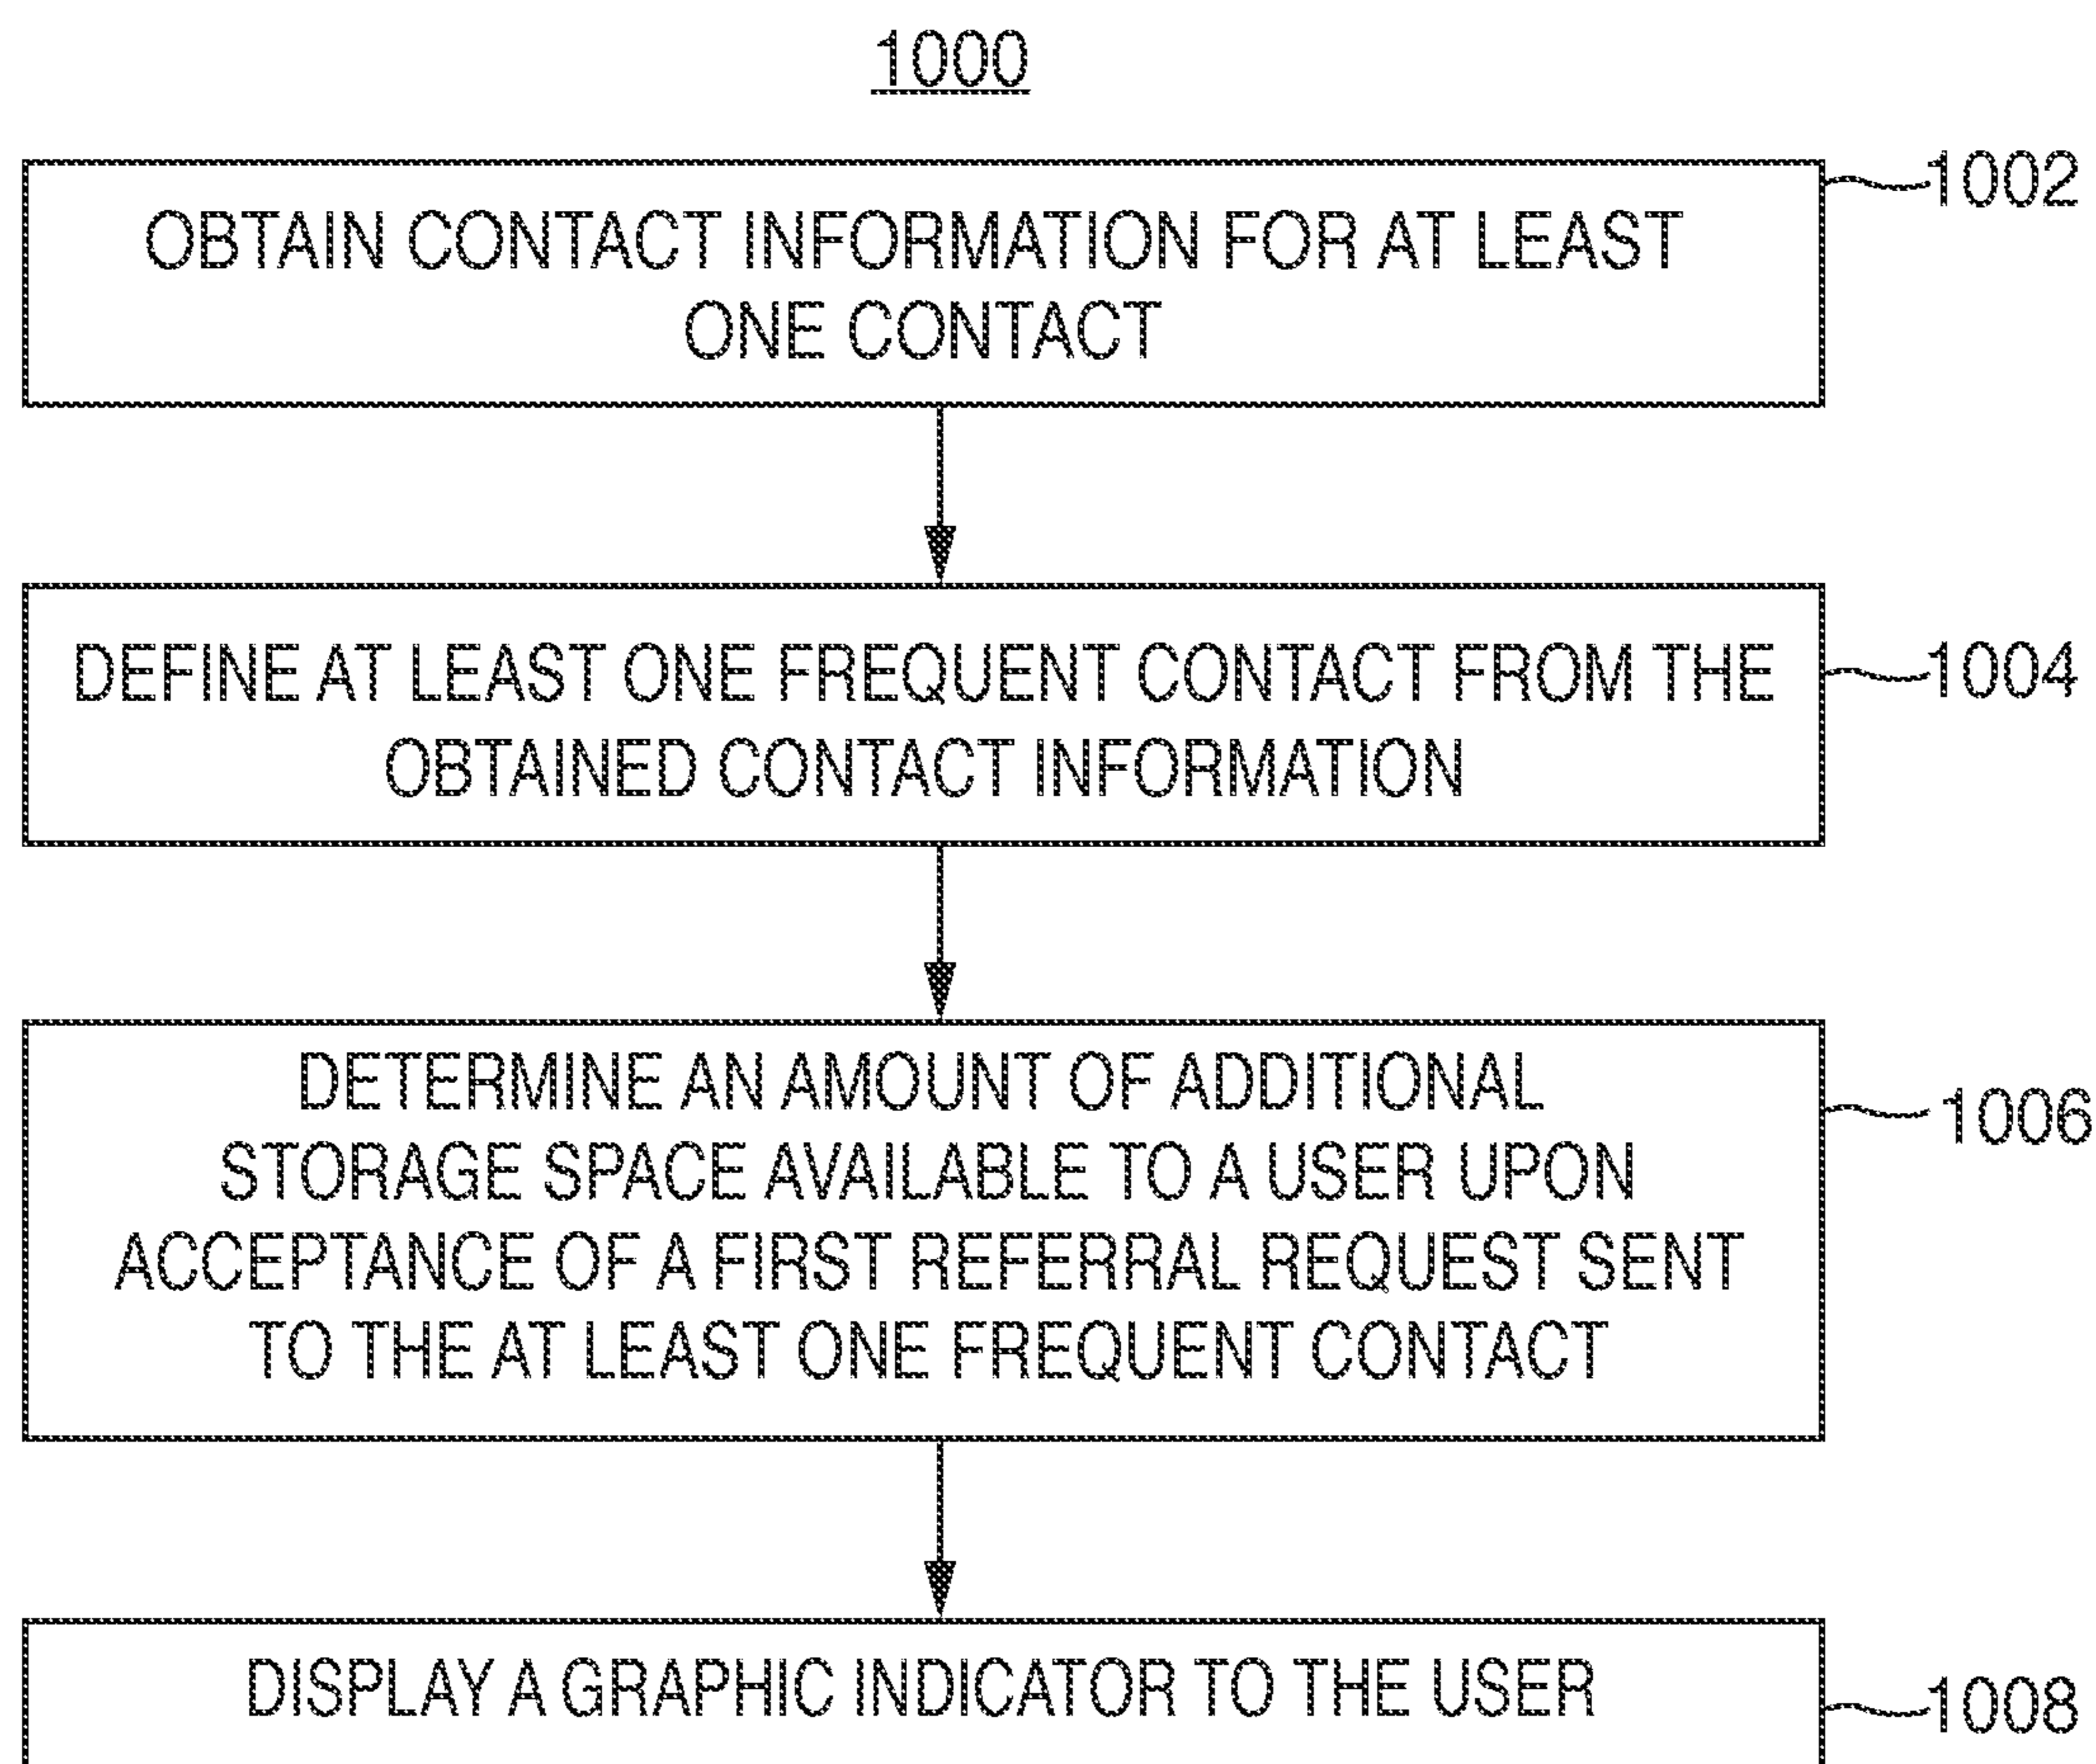 1000
OBTAIN CONTACT INFORMATION FOR AT LEAST
ONE CONTACT
1002
DEFINE AT LEAST ONE FREQUENT CONTACT FROM THE
OBTAINED CONTACT INFORMATION
1004
DETERMINE AN AMOUNT OF ADDITIONAL
STORAGE SPACE AVAILABLE TO A USER UPON
ACCEPTANCE OF A FIRST REFERRAL REQUEST SENT
TO THE AT LEAST ONE FREQUENT CONTACT
1006
DISPLAY A GRAPHIC INDICATOR TO THE USER
1008